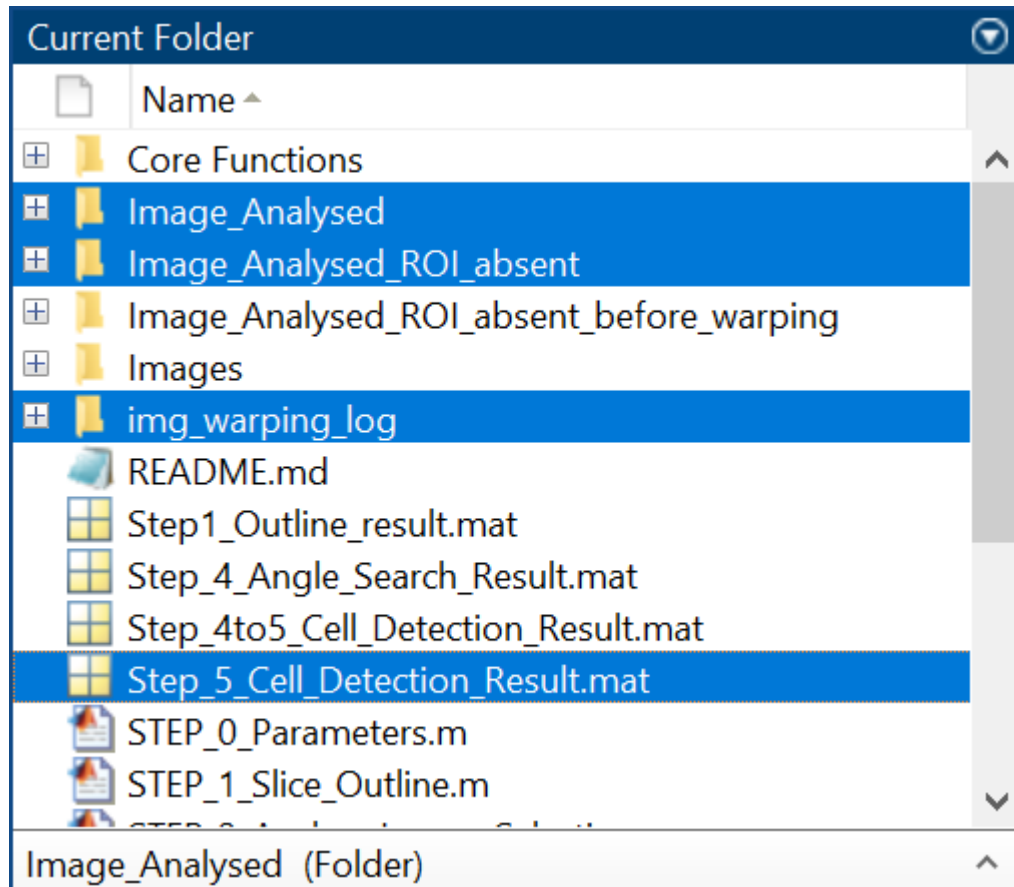 Current Folder
Name
Core Functions
Image_Analysed
Image_Analysed_ROI_absent
Image_Analysed_ROI_absent_before_warping
Images
img_warping_log
README.md
Step1_Outline_result.mat
Step_4_Angle_Search_Result.mat
Step_4to5_Cell_Detection_Result.mat
Step_5_Cell_Detection_Result.mat
STEP_0_Parameters.m
STEP_1_Slice_Outline.m
Image_Analysed (Folder)